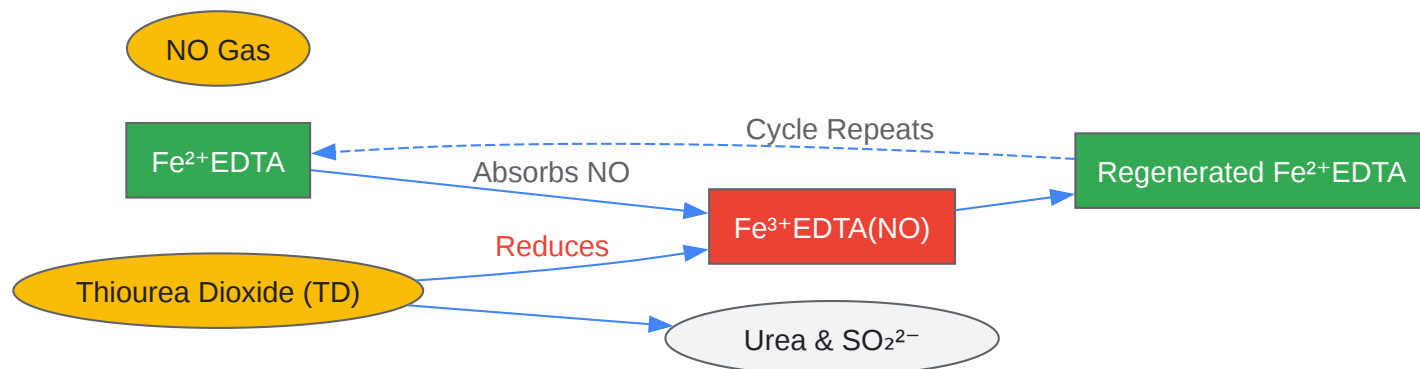 NO Gas
Cycle Repeats
Fe²⁺EDTA
Absorbs NO
Regenerated Fe²⁺EDTA
Fe³⁺EDTA(NO)
Reduces
Thiourea Dioxide (TD)
Urea & SO₂²⁻